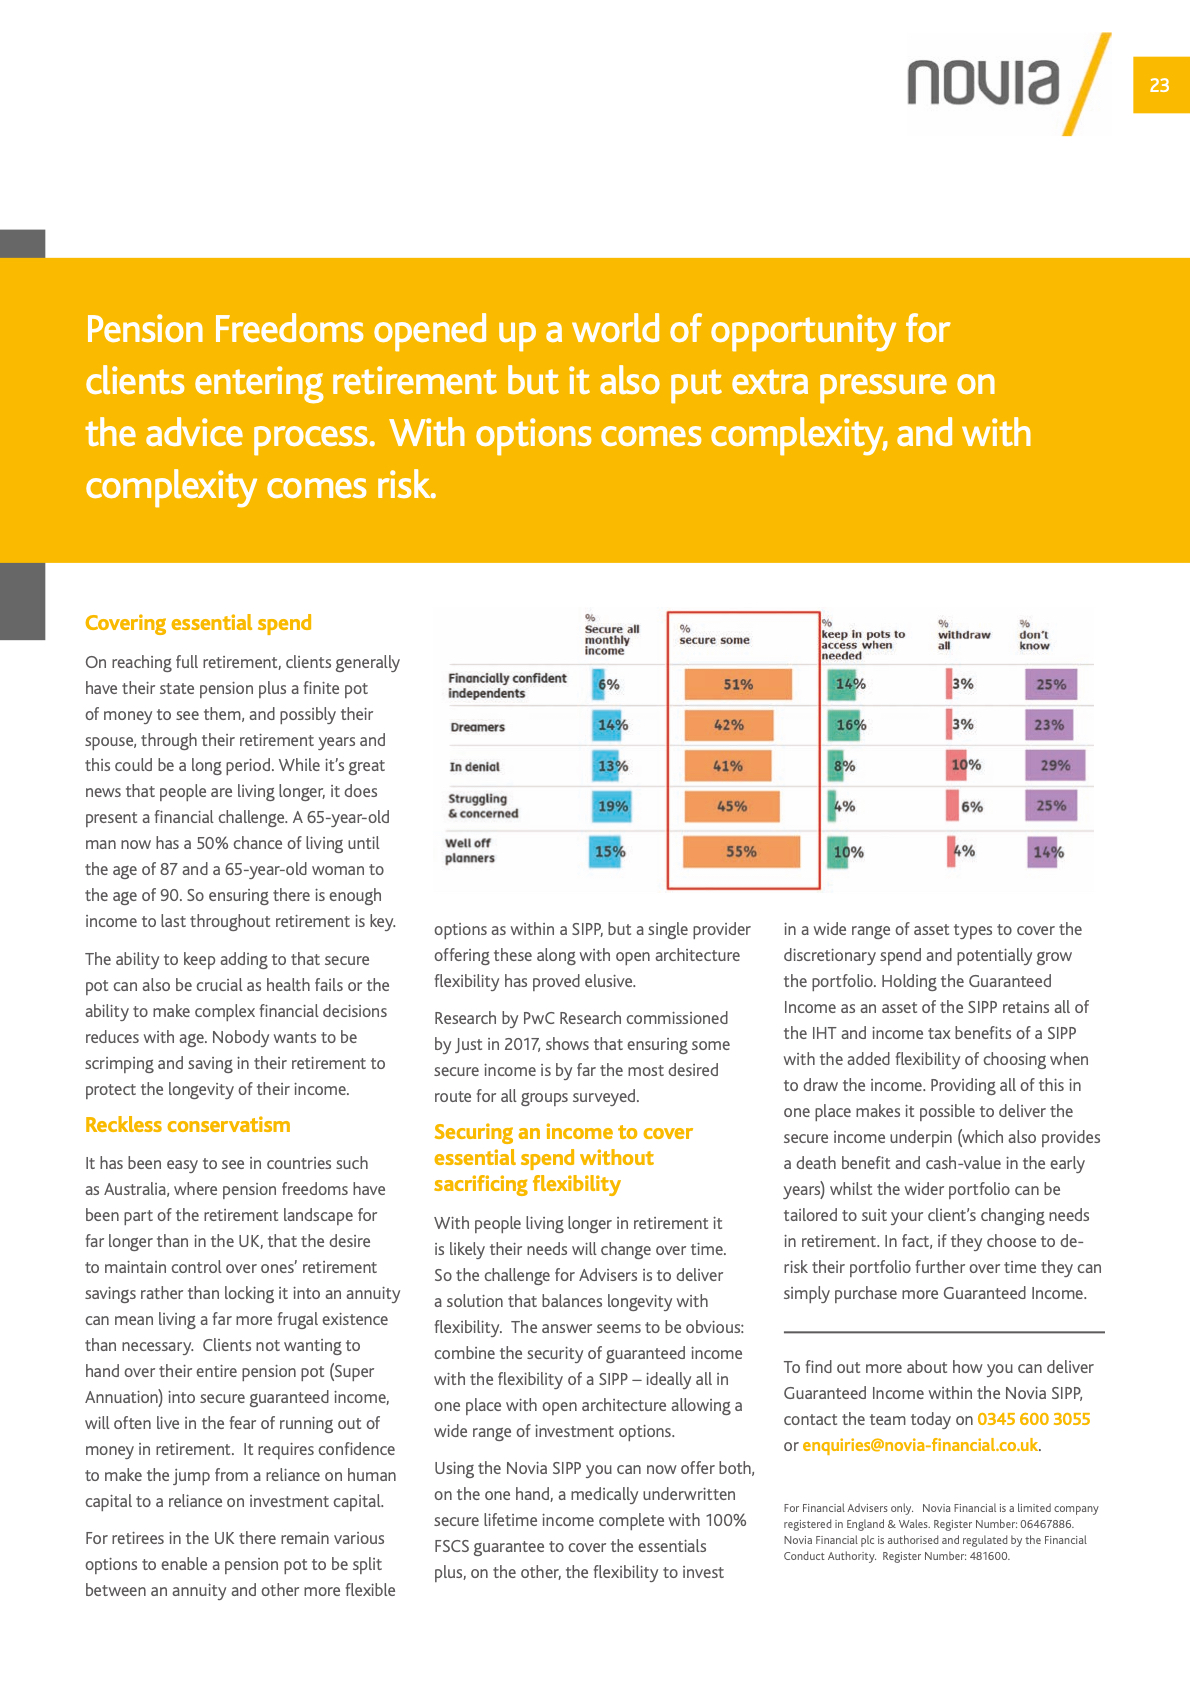 novia
23
Pension Freedoms opened up a world of opportunity for
clients entering retirement but it also put extra pressure on
the advice process.  With options comes complexity, and with
complexity comes risk.
Covering essential spend
On reaching full retirement, clients generally
have their state pension plus a finite pot
of money to see them, and possibly their
spouse, through their retirement years and
this could be a long period. While it’s great
news that people are living longer, it does
present a financial challenge. A 65-year-old
man now has a 50% chance of living until
the age of 87 and a 65-year-old woman to
the age of 90. So ensuring there is enough
income to last throughout retirement is key.
The ability to keep adding to that secure
pot can also be crucial as health fails or the
ability to make complex financial decisions
reduces with age. Nobody wants to be
scrimping and saving in their retirement to
protect the longevity of their income.
Reckless conservatism
It has been easy to see in countries such
as Australia, where pension freedoms have
been part of the retirement landscape for
far longer than in the UK, that the desire
to maintain control over ones’ retirement
savings rather than locking it into an annuity
can mean living a far more frugal existence
than necessary.  Clients not wanting to
hand over their entire pension pot (Super
Annuation) into secure guaranteed income,
will often live in the fear of running out of
money in retirement.  It requires confidence
to make the jump from a reliance on human
capital to a reliance on investment capital.
For retirees in the UK there remain various
options to enable a pension pot to be split
between an annuity and other more flexible
%
Secure all
monthly
income
%
secure some
%
keep in pots to
access when
needed
%
withdraw
all
%
don't
know
Financially confident
independents
6% 51% 14% 3% 25%
Dreamers 14% 42% 16% 3% 23%
In denial 13% 41% 8% 10% 29%
Struggling
& concerned
19% 45% 4% 6% 25%
Well off
planners
15% 55% 10% 4% 14%
options as within a SIPP, but a single provider
offering these along with open architecture
flexibility has proved elusive.
Research by PwC Research commissioned
by Just in 2017, shows that ensuring some
secure income is by far the most desired
route for all groups surveyed.
Securing an income to cover
essential spend without
sacrificing flexibility
With people living longer in retirement it
is likely their needs will change over time.
So the challenge for Advisers is to deliver
a solution that balances longevity with
flexibility.  The answer seems to be obvious:
combine the security of guaranteed income
with the flexibility of a SIPP – ideally all in
one place with open architecture allowing a
wide range of investment options.
Using the Novia SIPP you can now offer both,
on the one hand, a medically underwritten
secure lifetime income complete with 100%
FSCS guarantee to cover the essentials
plus, on the other, the flexibility to invest
in a wide range of asset types to cover the
discretionary spend and potentially grow
the portfolio. Holding the Guaranteed
Income as an asset of the SIPP retains all of
the IHT and income tax benefits of a SIPP
with the added flexibility of choosing when
to draw the income. Providing all of this in
one place makes it possible to deliver the
secure income underpin (which also provides
a death benefit and cash-value in the early
years) whilst the wider portfolio can be
tailored to suit your client’s changing needs
in retirement. In fact, if they choose to de-
risk their portfolio further over time they can
simply purchase more Guaranteed Income.
To find out more about how you can deliver
Guaranteed Income within the Novia SIPP,
contact the team today on 0345 600 3055
or enquiries@novia-financial.co.uk.
For Financial Advisers only.   Novia Financial is a limited company
registered in England & Wales. Register Number: 06467886.
Novia Financial plc is authorised and regulated by the Financial
Conduct Authority.  Register Number: 481600.